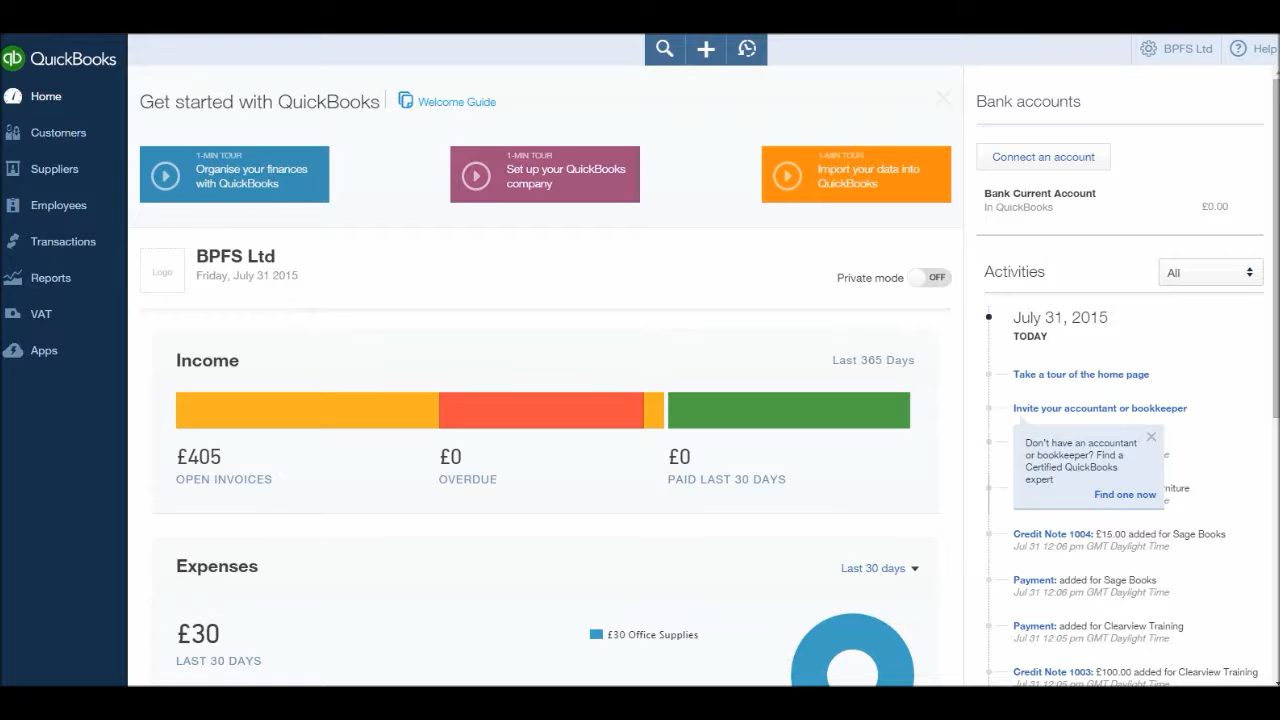 qb QuickBooks
BPFS Ltd
Help
Home
Customers
Suppliers
Employees
Transactions
Reports
VAT
Apps
Get started with QuickBooks
Welcome Guide
1-MIN TOUR
Organise your finances
with QuickBooks
1-MIN TOUR
Set up your QuickBooks
company
1-MIN TOUR
Import your data into
QuickBooks
Logo
BPFS Ltd
Friday, July 31 2015
Private mode OFF
Income
Last 365 Days
£405
OPEN INVOICES
£0
OVERDUE
£0
PAID LAST 30 DAYS
Expenses
Last 30 days
£30
LAST 30 DAYS
£30 Office Supplies
Bank accounts
Connect an account
Bank Current Account
In QuickBooks
£0.00
Activities
All
July 31, 2015
TODAY
Take a tour of the home page
Invite your accountant or bookkeeper
Don't have an accountant
or bookkeeper? Find a
Certified QuickBooks
expert
Find one now
Credit Note 1004: £15.00 added for Sage Books
Jul 31 12:06 pm GMT Daylight Time
Payment: added for Sage Books
Jul 31 12:06 pm GMT Daylight Time
Payment: added for Clearview Training
Jul 31 12:05 pm GMT Daylight Time
Credit Note 1003: £100.00 added for Clearview Training
Jul 31 12:05 pm GMT Daylight Time